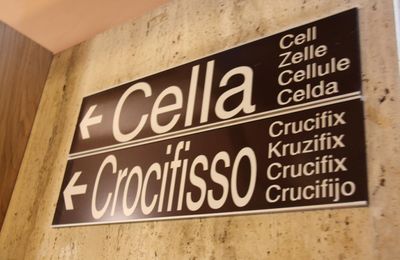 Cella
Cell
Zelle
Cellule
Celda
Crocifisso
Crucifix
Kruzifix
Crucifix
Crucifijo